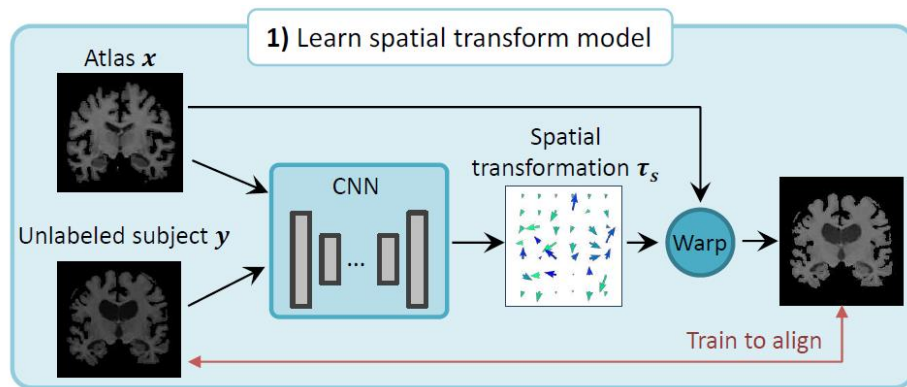 1) Learn spatial transform model
Atlas x
Spatial
transformation τs
CNN
...
Unlabeled subject y
Warp
Train to align